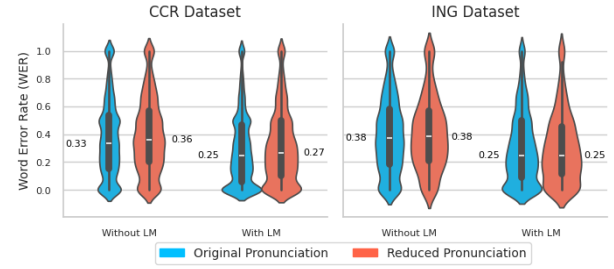 CCR Dataset
ING Dataset
Word Error Rate (WER)
1.0
0.8
0.6
0.4
0.2
0.0
0.33
0.36
0.25
0.27
0.38
0.38
0.25
0.25
Without LM
With LM
Without LM
With LM
Original Pronunciation
Reduced Pronunciation